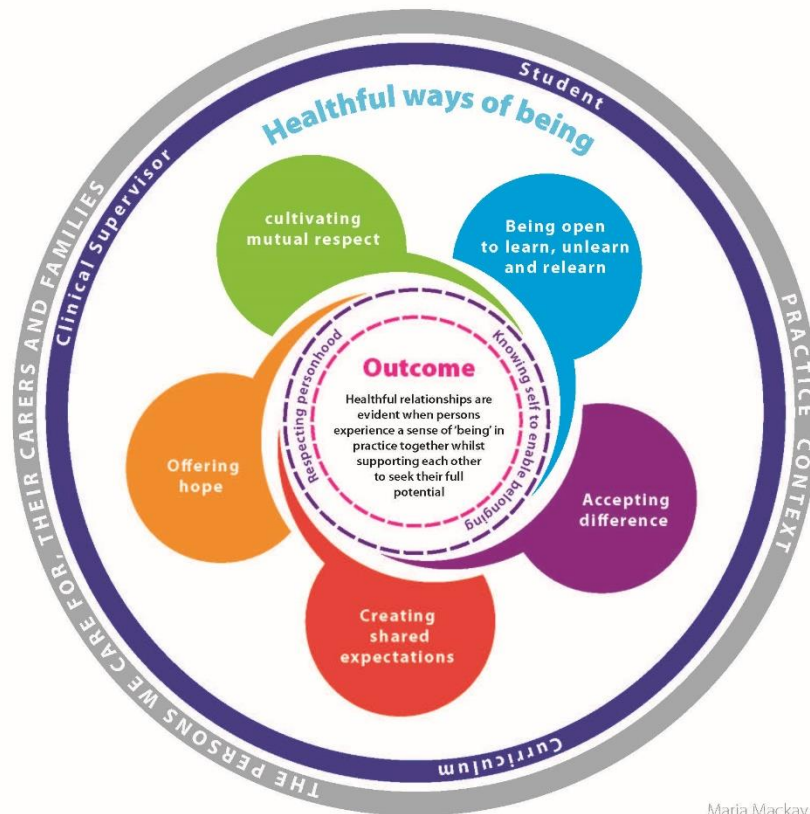 Student
Healthful ways of being
Clinical Supervisor
THE PERSONS WE CARE FOR, THEIR CARERS AND FAMILIES
PRACTICE CONTEXT
cultivating
mutual respect
Being open
to learn, unlearn
and relearn
Respecting personhood
Knowing self to enable belonging
Outcome
Healthful relationships are
evident when persons
experience a sense of 'being' in
practice together whilst
supporting each other
to seek their full
potential
Offering
hope
Accepting
difference
Creating
shared
expectations
Curriculum
Maria Mackay